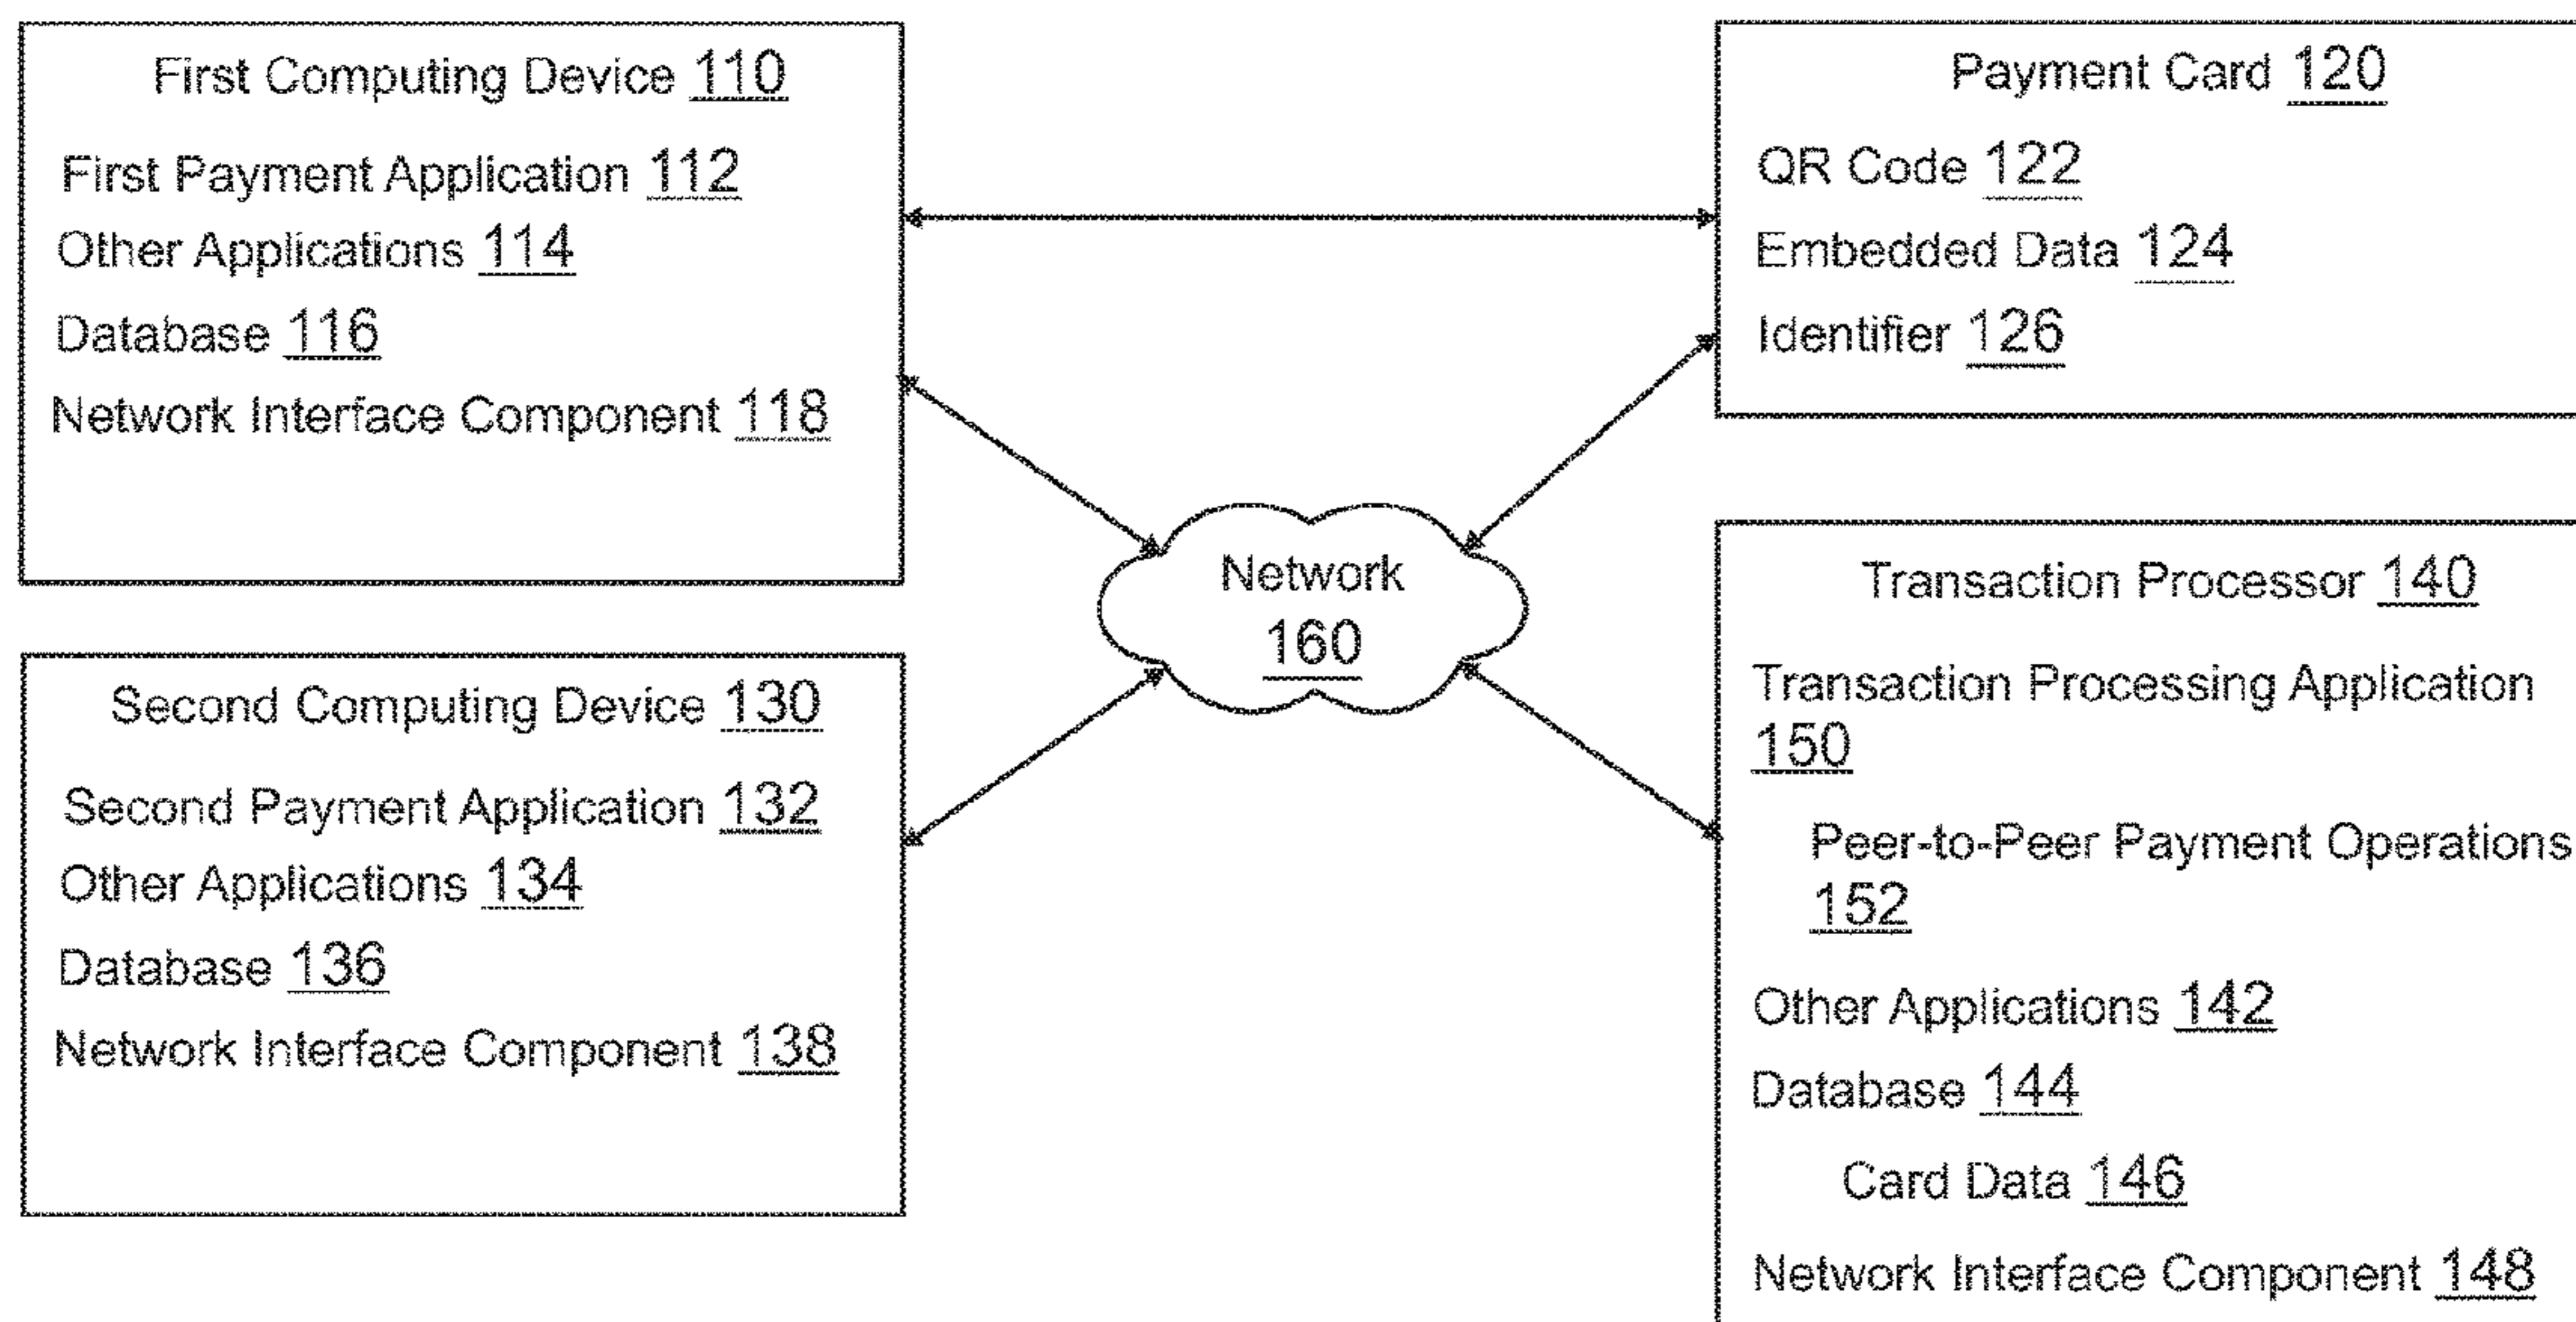 First Computing Device 110
First Payment Application 112
Other Applications 114
Database 116
Network Interface Component 118
Payment Card 120
QR Code 122
Embedded Data 124
Identifier 126
Network
160
Second Computing Device 130
Second Payment Application 132
Other Applications 134
Database 136
Network Interface Component 138
Transaction Processor 140
Transaction Processing Application
150
Peer-to-Peer Payment Operations
152
Other Applications 142
Database 144
Card Data 146
Network Interface Component 148